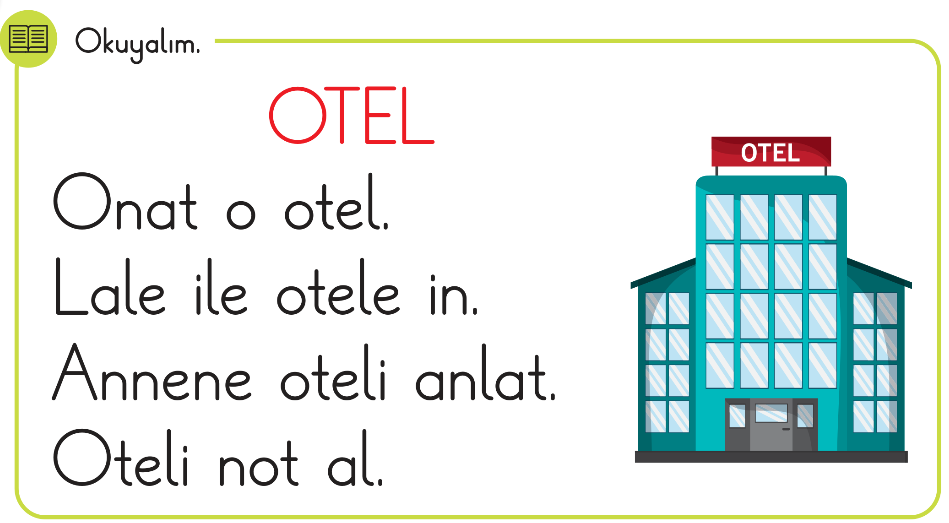 Okuyalım.
OTEL
Onat o otel.
Lale ile otele in.
Annene oteli anlat.
Oteli not al.
OTEL